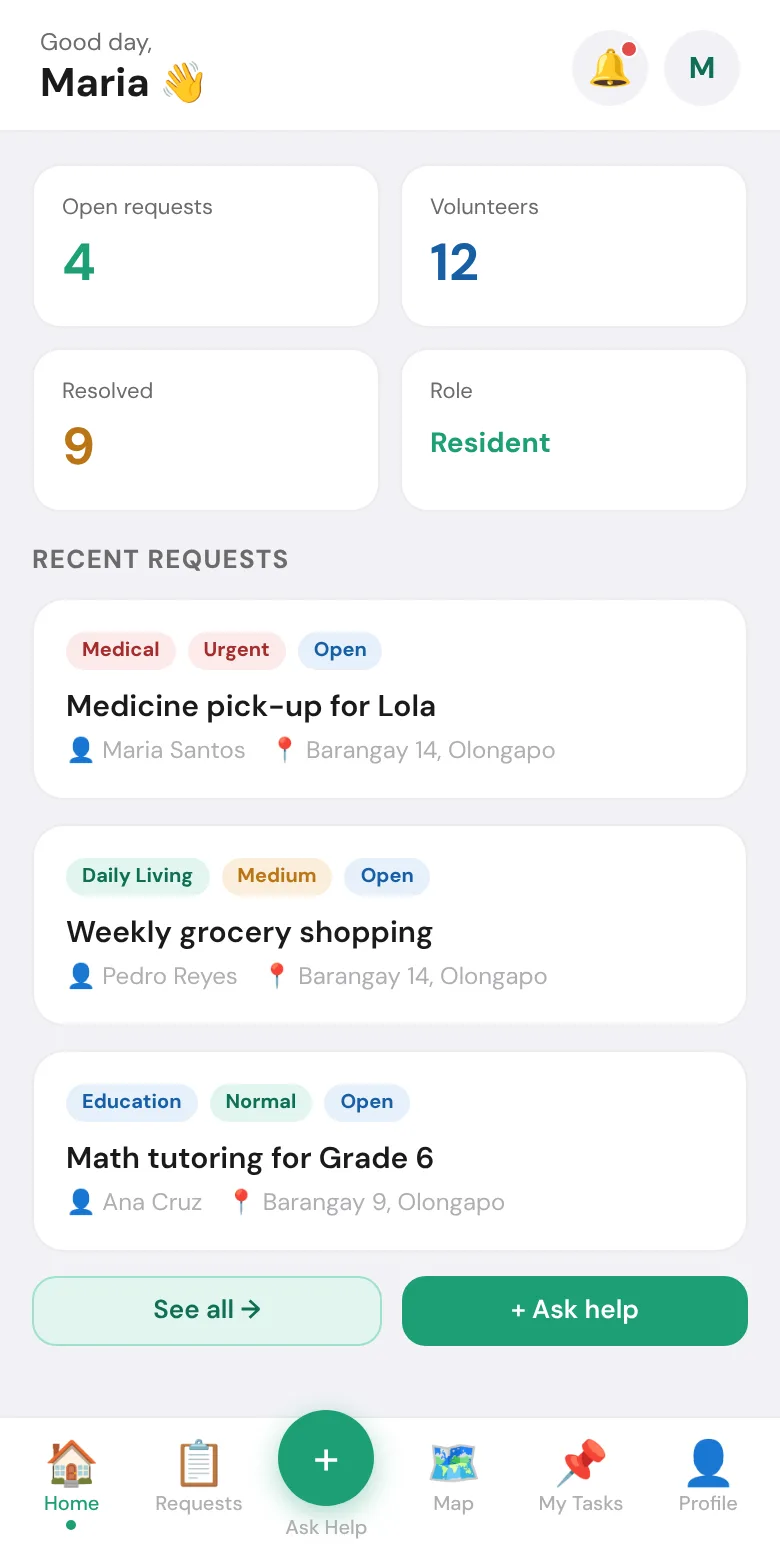 Good day,
Maria 👋
M
Open requests
4
Volunteers
12
Resolved
9
Role
Resident
RECENT REQUESTS
Medical Urgent Open
Medicine pick-up for Lola
Maria Santos Barangay 14, Olongapo
Daily Living Medium Open
Weekly grocery shopping
Pedro Reyes Barangay 14, Olongapo
Education Normal Open
Math tutoring for Grade 6
Ana Cruz Barangay 9, Olongapo
See all →
+ Ask help
+
Home
Requests
Ask Help
Map
My Tasks
Profile